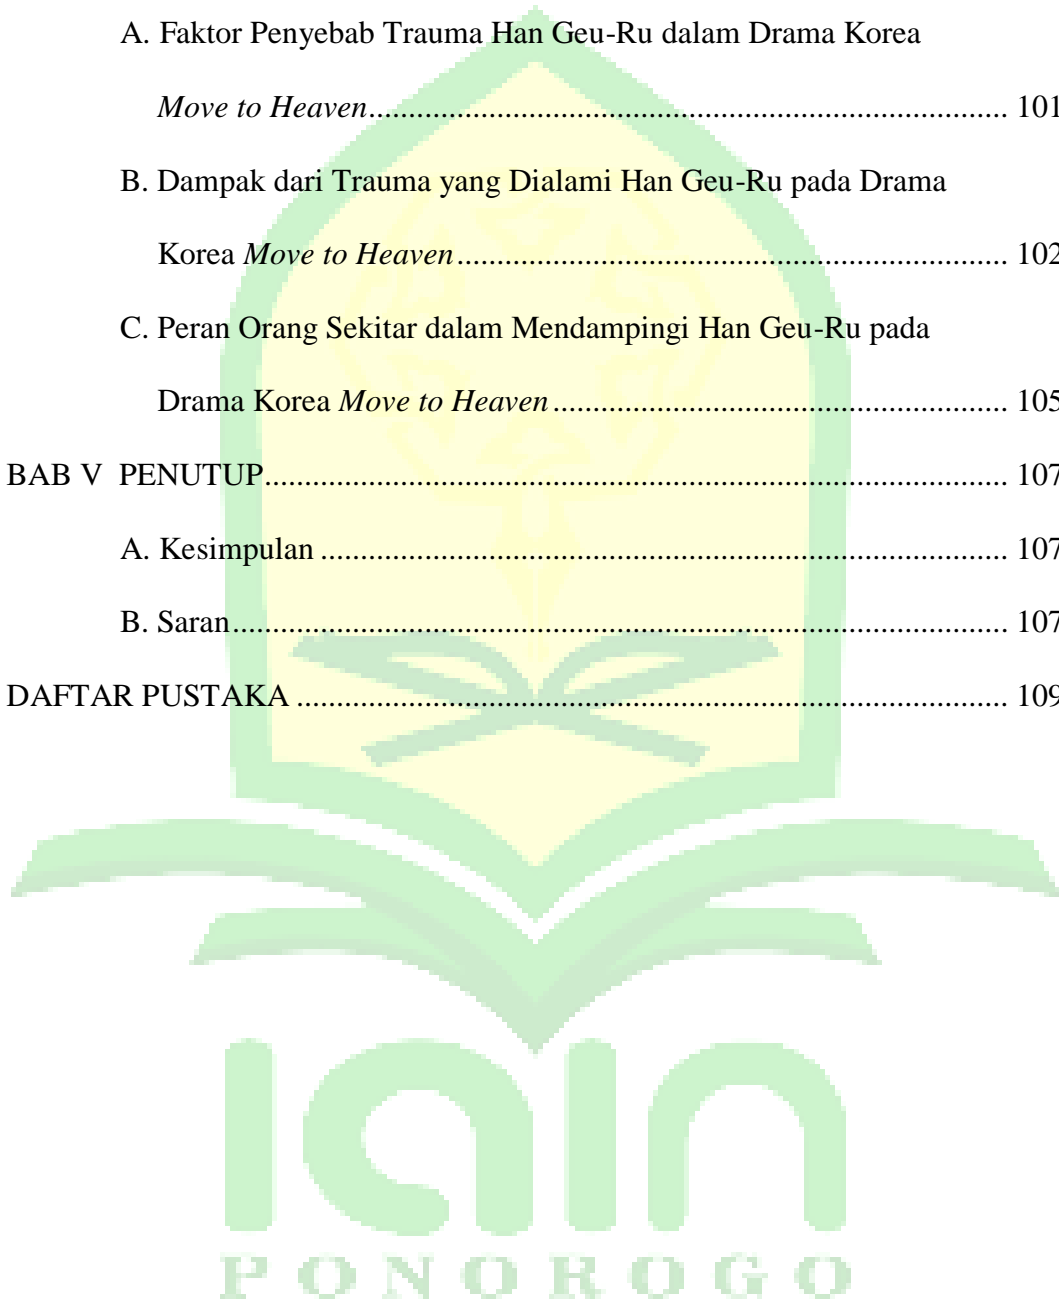 A. Faktor Penyebab Trauma Han Geu-Ru dalam Drama Korea
Move to Heaven................................................................................ 101
B. Dampak dari Trauma yang Dialami Han Geu-Ru pada Drama
Korea Move to Heaven..................................................................... 102
C. Peran Orang Sekitar dalam Mendampingi Han Geu-Ru pada
Drama Korea Move to Heaven......................................................... 105
BAB V PENUTUP............................................................................................. 107
A. Kesimpulan ...................................................................................... 107
B. Saran................................................................................................. 107
DAFTAR PUSTAKA ......................................................................................... 109
iain
PONOROGO